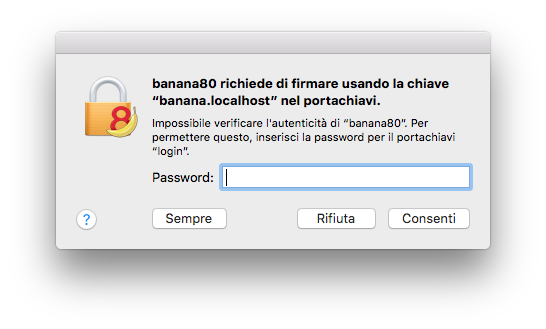 8
banana80 richiede di firmare usando la chiave
“banana.localhost” nel portachiavi.
Impossibile verificare l'autenticità di “banana80”. Per
permettere questo, inserisci la password per il portachiavi
“login”.
Password:
?
Sempre
Rifiuta
Consenti